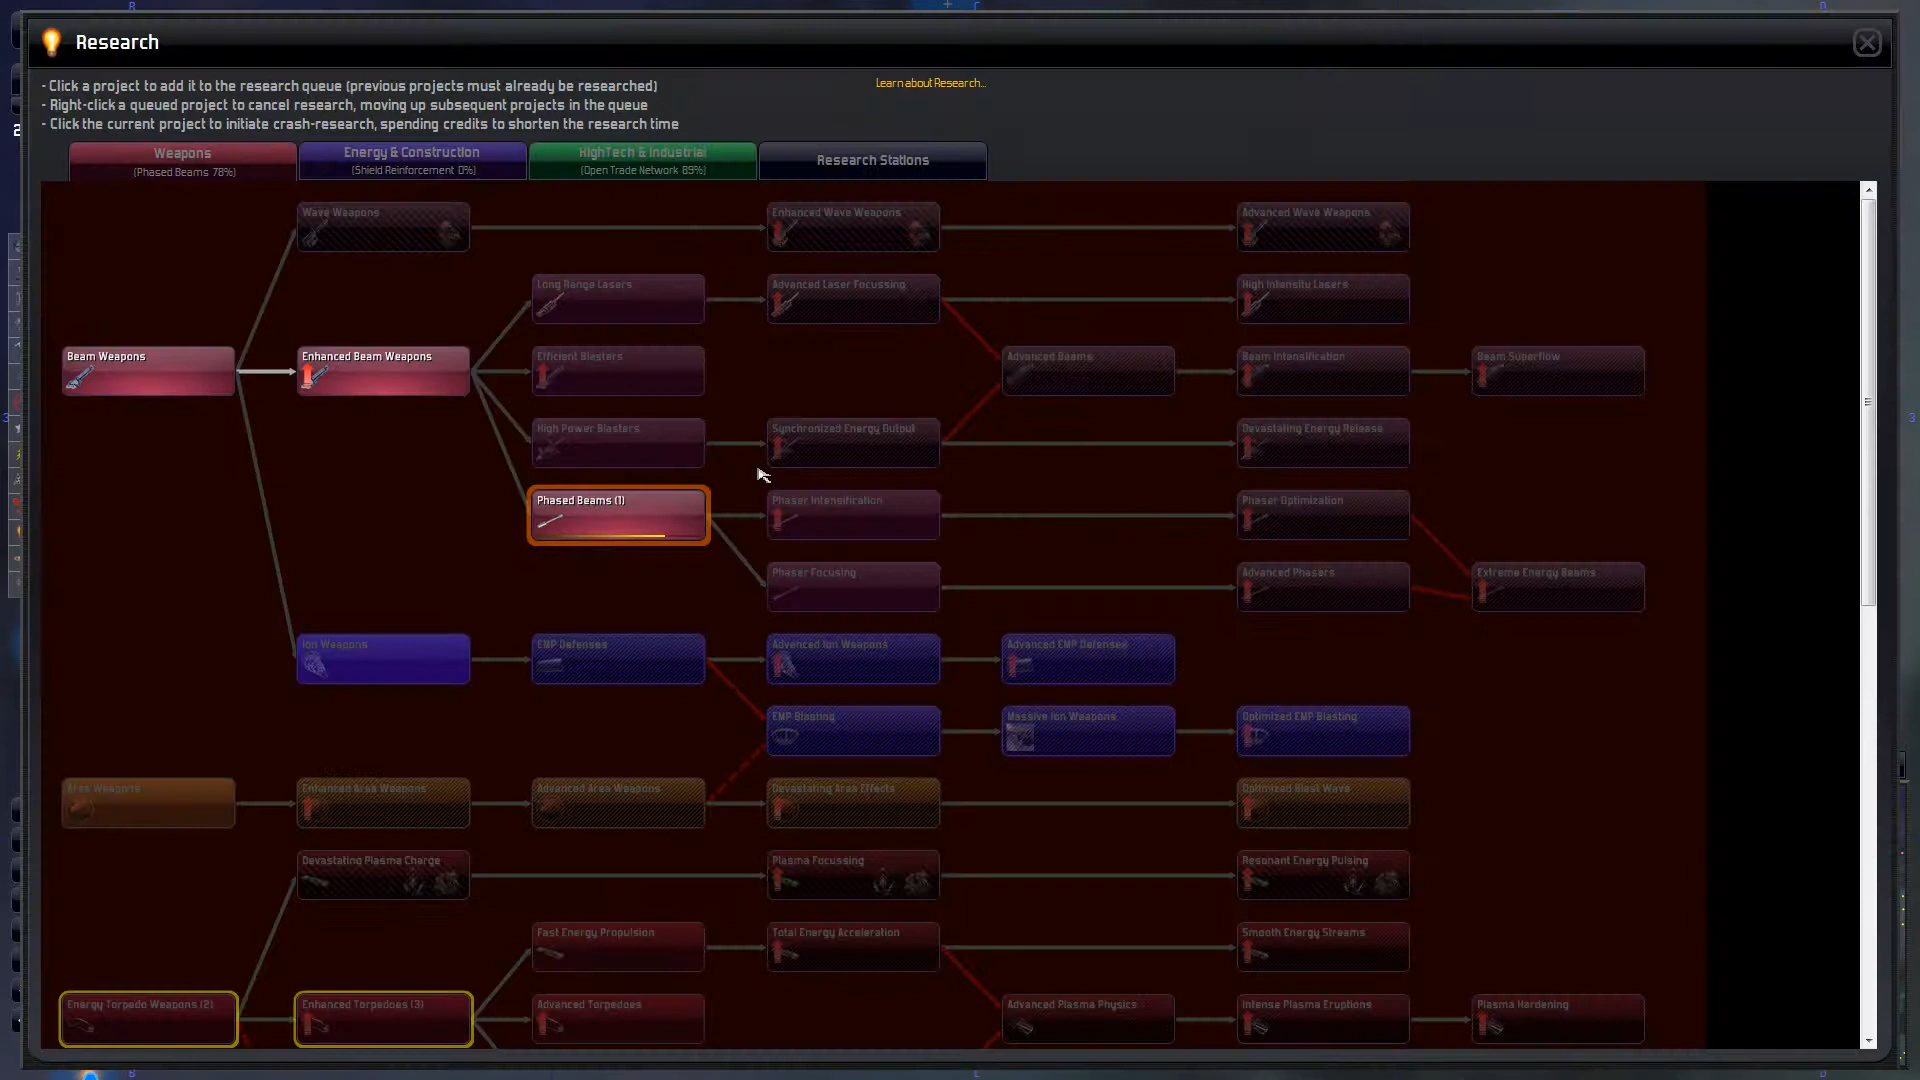 Research
- Click a project to add it to the research queue (previous projects must already be researched)
- Right-click a queued project to cancel research, moving up subsequent projects in the queue
- Click the current project to initiate crash-research, spending credits to shorten the research time
Learn about Research...
Weapons
(Phased Beams 78%)
Energy & Construction
(Shield Reinforcement 0%)
HighTech & Industrial
(Open Trade Network 89%)
Research Stations
Wave Weapons
Enhanced Wave Weapons
Advanced Wave Weapons
Long Range Lasers
Advanced Laser Focussing
High Intensity Lasers
Beam Weapons
Enhanced Beam Weapons
Efficient Blasters
Advanced Beams
Beam Intensification
Beam Superflow
High Power Blasters
Synchronized Energy Output
Devastating Energy Release
Phased Beams (1)
Phaser Intensification
Phaser Optimization
Phaser Focusing
Advanced Phasers
Extreme Energy Beams
Ion Weapons
EMP Defenses
Advanced Ion Weapons
Advanced EMP Defenses
EMP Blasting
Massive Ion Weapons
Optimized EMP Blasting
Area Weapons
Enhanced Area Weapons
Advanced Area Weapons
Devastating Area Effects
Optimized Blast Wave
Devastating Plasma Charge
Plasma Focussing
Resonant Energy Pulsing
Fast Energy Propulsion
Total Energy Acceleration
Smooth Energy Streams
Energy Torpedo Weapons (2)
Enhanced Torpedoes (3)
Advanced Torpedoes
Advanced Plasma Physics
Intense Plasma Eruptions
Plasma Hardening